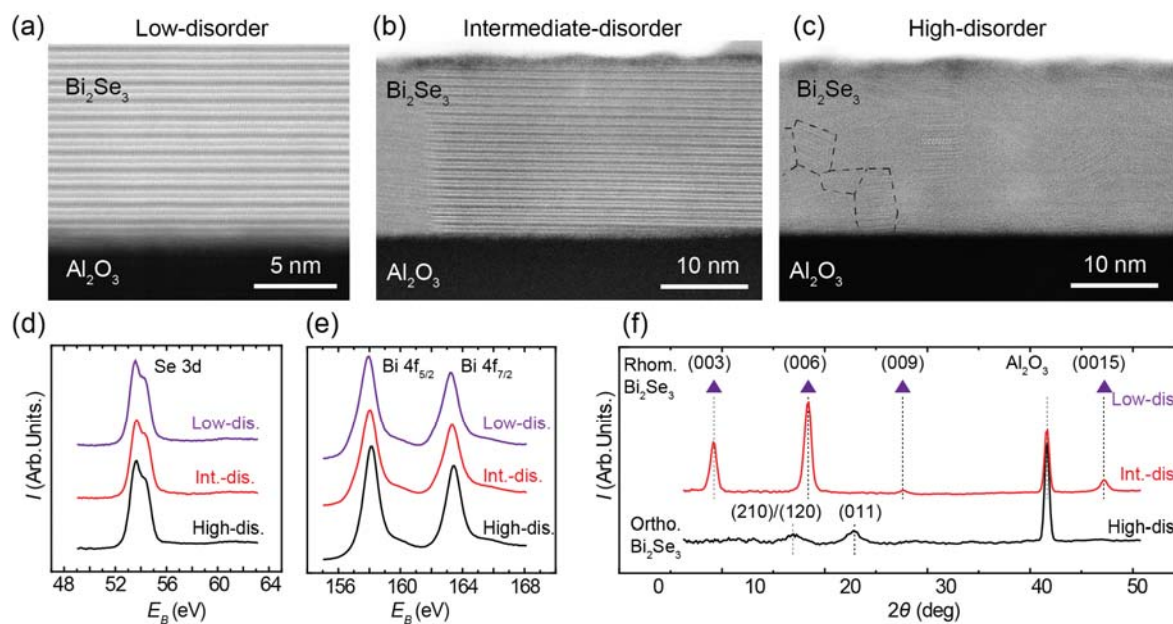 (a) Low-disorder
Bi₂Se₃
Al₂O₃
5 nm
(b) Intermediate-disorder
Bi₂Se₃
Al₂O₃
10 nm
(c) High-disorder
Bi₂Se₃
Al₂O₃
10 nm
(d)
I (Arb.Units.)
Se 3d
Low-dis.
Int.-dis.
High-dis.
48 52 56 60 64
E_B (eV)
(e)
Bi 4f₅/₂ Bi 4f₇/₂
Low-dis.
Int.-dis.
High-dis.
156 160 164 168
E_B (eV)
(f)
I (Arb.Units.)
Rhom. (003) (006) (009) Al₂O₃ (0015)
Bi₂Se₃
Low-dis
Int.-dis.
(210)/(120) (011)
Ortho.
Bi₂Se₃
High-dis
0 10 20 30 40 50
2θ (deg)